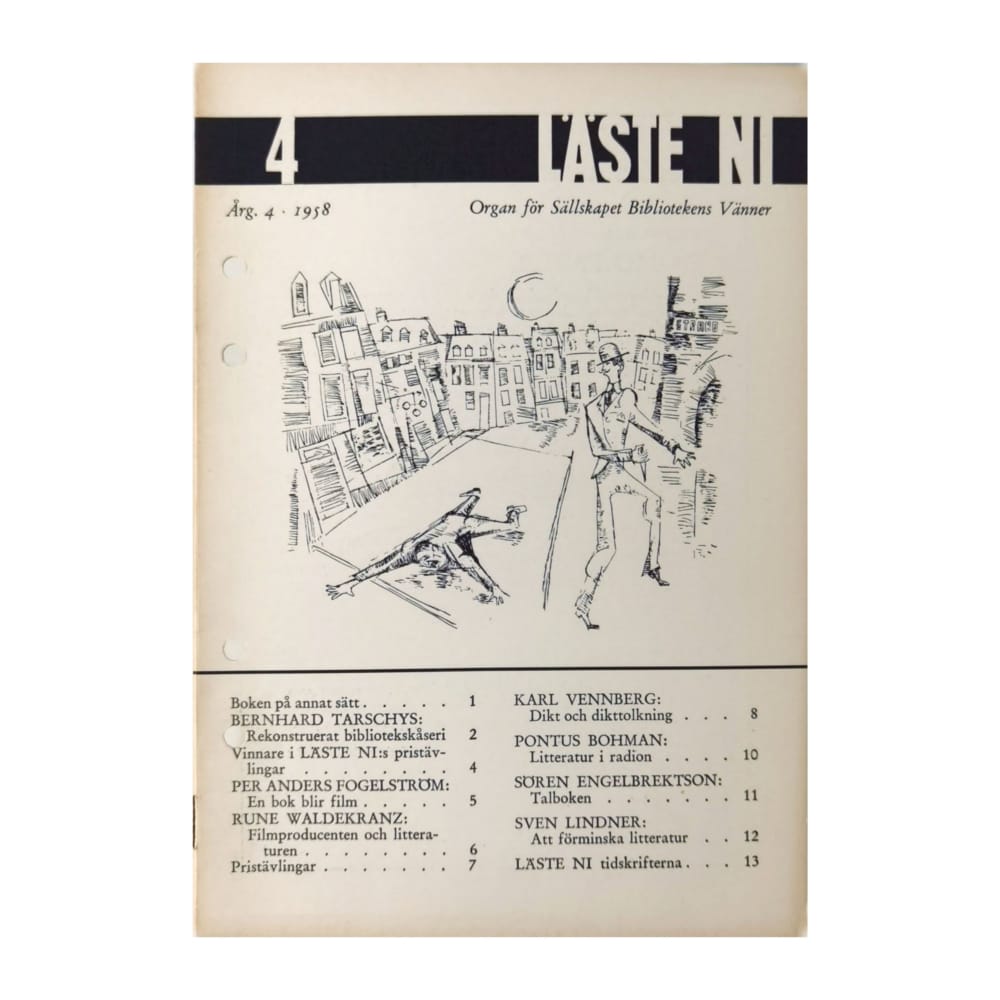 4 LÄSTE NI
Årg. 4 · 1958 Organ för Sällskapet Bibliotekens Vänner
STRAND
Boken på annat sätt . . . . . 1
BERNHARD TARSCHYS:
Rekonstruerat bibliotekskåseri 2
Vinnare i LÄSTE NI:s pristäv-
lingar . . . . . . . . 4
PER ANDERS FOGELSTRÖM:
En bok blir film . . . . . 5
RUNE WALDEKRANZ:
Filmproducenten och littera-
turen . . . . . . . . 6
Pristävlingar . . . . . . . 7
KARL VENNBERG:
Dikt och dikttolkning . . . 8
PONTUS BOHMAN:
Litteratur i radion . . . . 10
SÖREN ENGELBREKTSON:
Talboken . . . . . . . 11
SVEN LINDNER:
Att förminska litteratur . . 12
LÄSTE NI tidskrifterna . . . 13